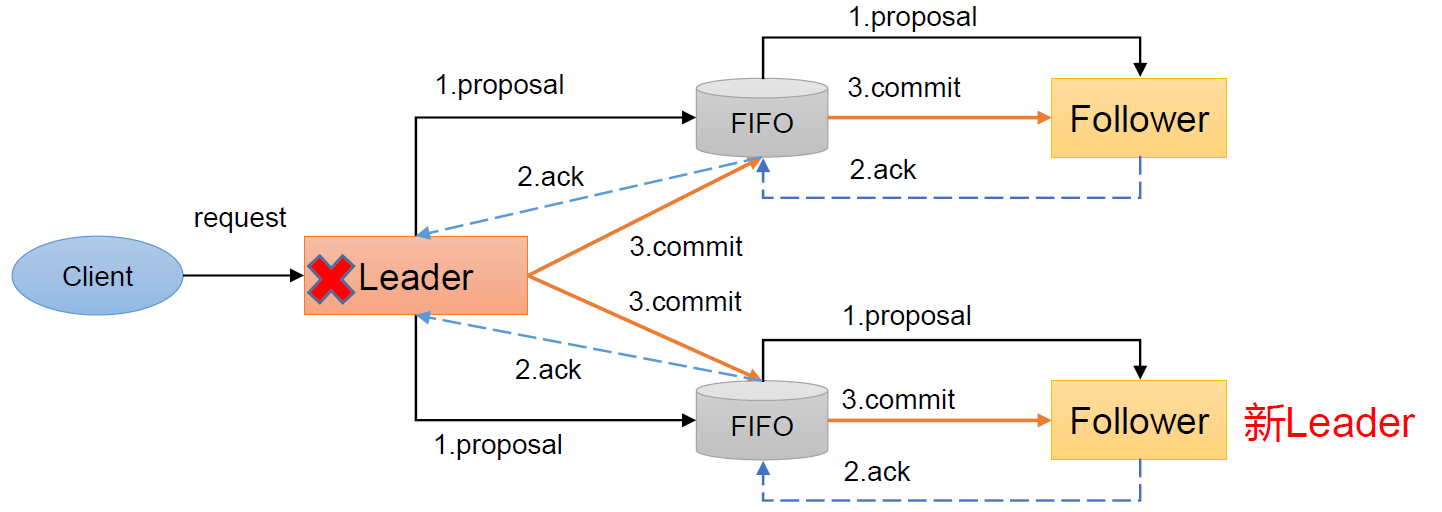 1.proposal
1.proposal
3.commit
FIFO
Follower
2.ack
2.ack
request
3.commit
Client
Leader
3.commit
1.proposal
2.ack
3.commit
FIFO
Follower
新Leader
1.proposal
2.ack